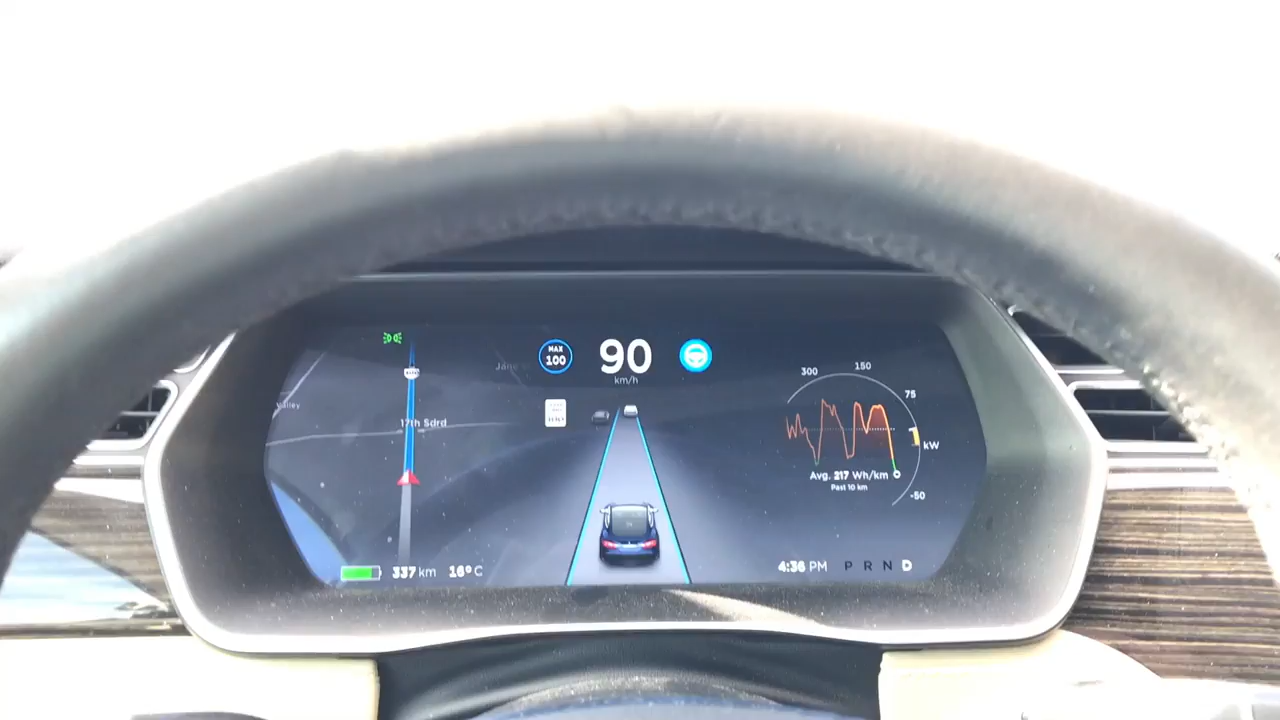 MAX
100
90
km/h
300
150
75
kW
-50
17th Sdrd
Avg. 217 Wh/km
Past 10 km
337 km
16° C
4:36 PM
P R N D